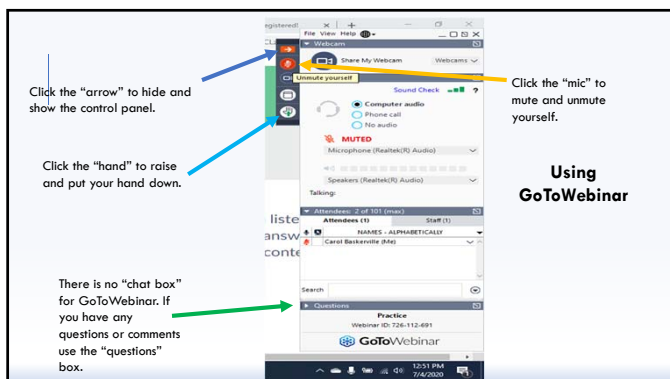 Click the “arrow” to hide and
show the control panel.
Click the “hand” to raise
and put your hand down.
There is no “chat box”
for GoToWebinar. If
you have any
questions or comments
use the “questions”
box.
egistered!
liste
answ
conte
File View Help
Webcam
Share My Webcam
Webcams
Unmute yourself
Sound Check
?
Computer audio
Phone call
No audio
MUTED
Microphone (Realtek(R) Audio)
Speakers (Realtek(R) Audio)
Talking:
Attendees: 2 of 101 (max)
Attendees (1) Staff (1)
NAMES - ALPHABETICALLY
Carol Baskerville (Me)
Search
Questions
Practice
Webinar ID: 726-112-691
GoToWebinar
12:51 PM
7/4/2020
Click the “mic” to
mute and unmute
yourself.
Using
GoToWebinar